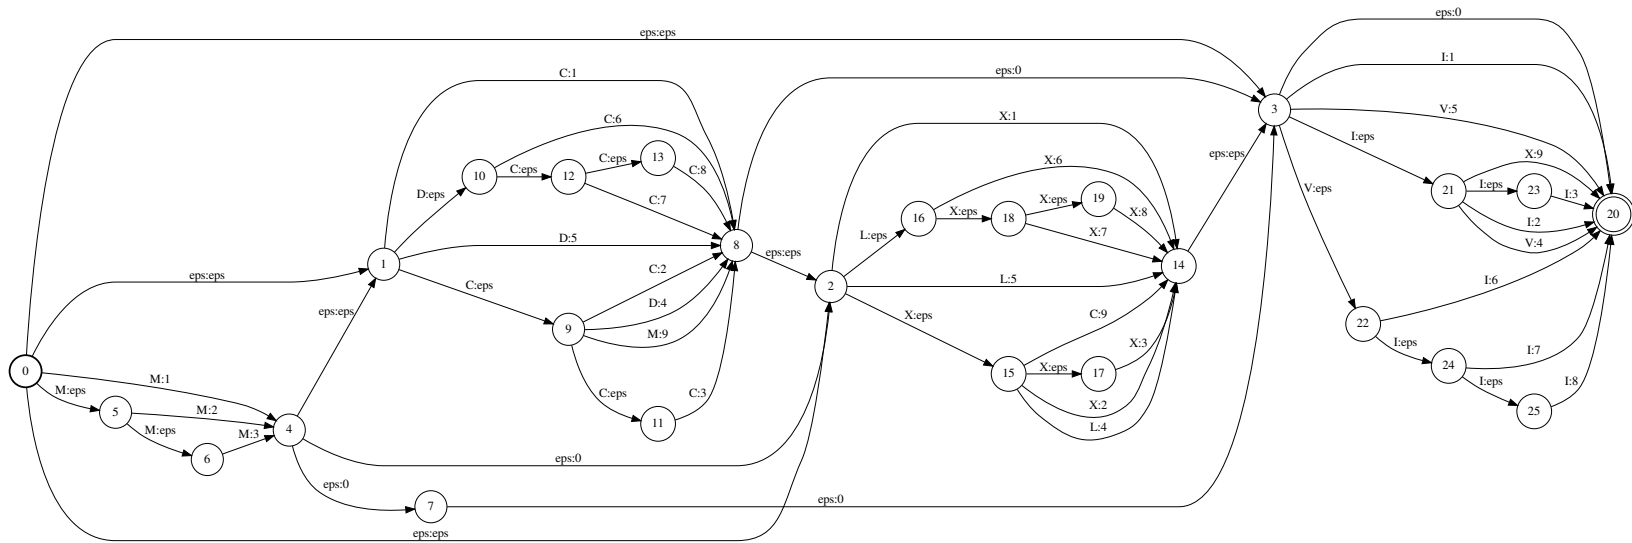 eps:0
eps:eps
I:1
C:1
eps:0
3
V:5
X:1
C:6
I:eps
13
C:eps
C:8
X:9
10
C:eps
12
X:6
D:eps
C:7
V:eps
21
I:eps
23
I:3
19
X:eps
X:8
16
X:eps
18
20
I:2
L:eps
X:7
D:5
8
V:4
eps:eps
1
C:2
14
eps:eps
eps:eps
C:eps
D:4
2
L:5
I:6
eps:eps
9
M:9
X:eps
C:9
22
X:3
I:eps
I:7
0
M:1
15
X:eps
17
24
M:eps
C:eps
C:3
I:eps
I:8
5
M:2
X:2
25
M:eps
M:3
4
11
L:4
6
eps:0
eps:0
7
eps:0
eps:eps